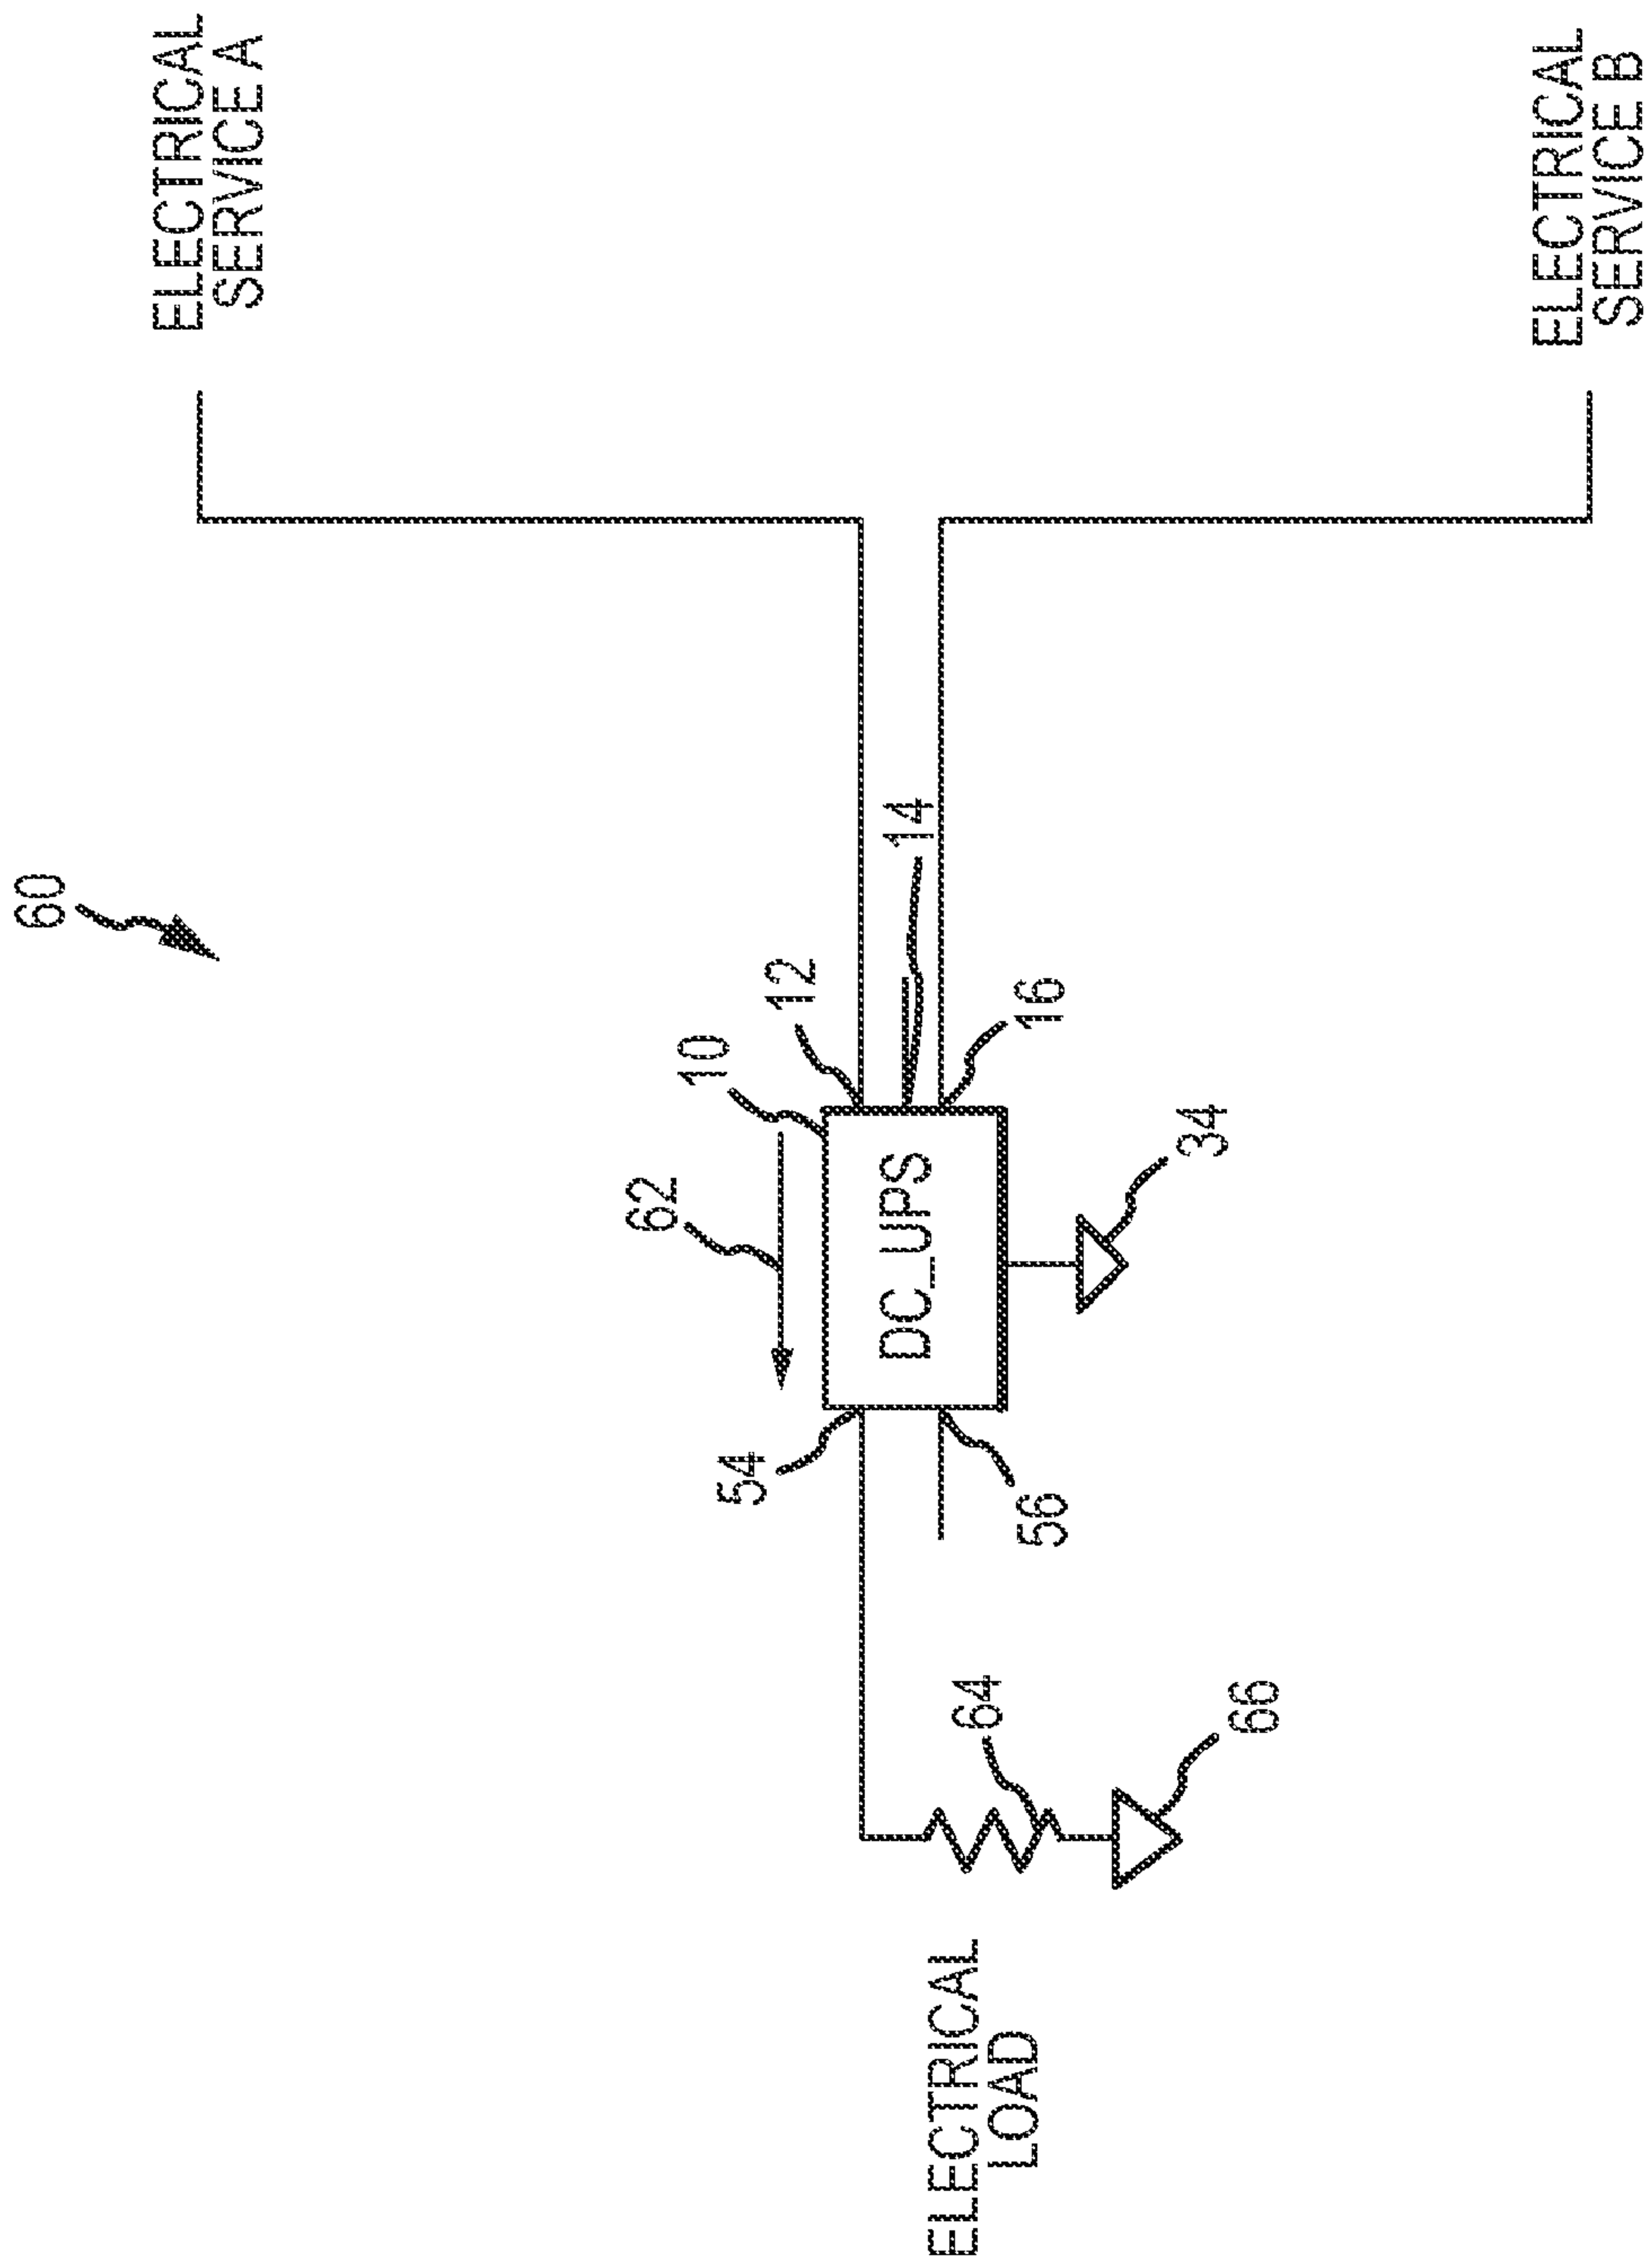 60
ELECTRICAL
SERVICE A
ELECTRICAL
SERVICE B
62
10
12
14
16
DC_UPS
34
54
56
64
66
ELECTRICAL
LOAD